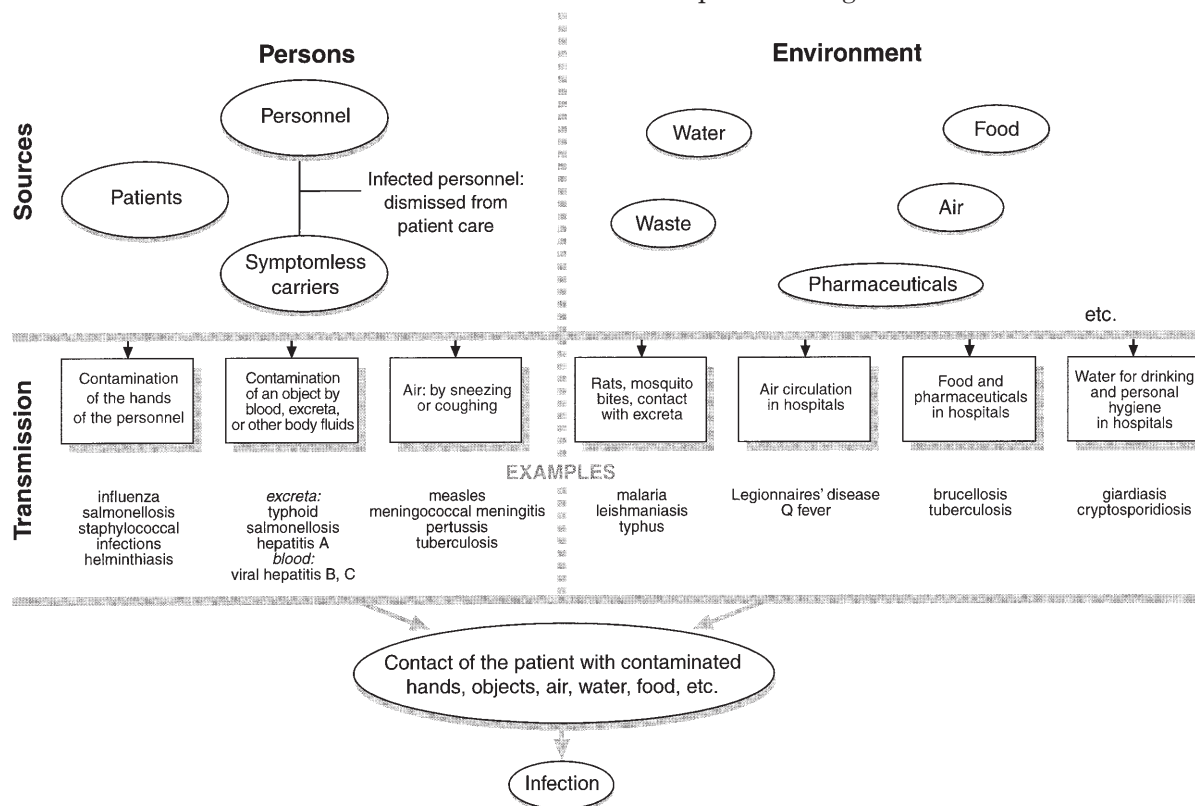 Persons
Environment
Sources
Personnel
Patients
Infected personnel:
dismissed from
patient care
Symptomless
carriers
Water
Food
Waste
Air
Pharmaceuticals
etc.
Transmission
Contamination
of the hands
of the personnel
Contamination
of an object by
blood, excreta,
or other body fluids
Air: by sneezing
or coughing
Rats, mosquito
bites, contact
with excreta
Air circulation
in hospitals
Food and
pharmaceuticals
in hospitals
Water for drinking
and personal
hygiene
in hospitals
EXAMPLES
influenza
salmonellosis
staphylococcal
infections
helminthiasis
excreta:
typhoid
salmonellosis
hepatitis A
blood:
viral hepatitis B, C
measles
meningococcal meningitis
pertussis
tuberculosis
malaria
leishmaniasis
typhus
Legionnaires' disease
Q fever
brucellosis
tuberculosis
giardiasis
cryptosporidiosis
Contact of the patient with contaminated
hands, objects, air, water, food, etc.
Infection